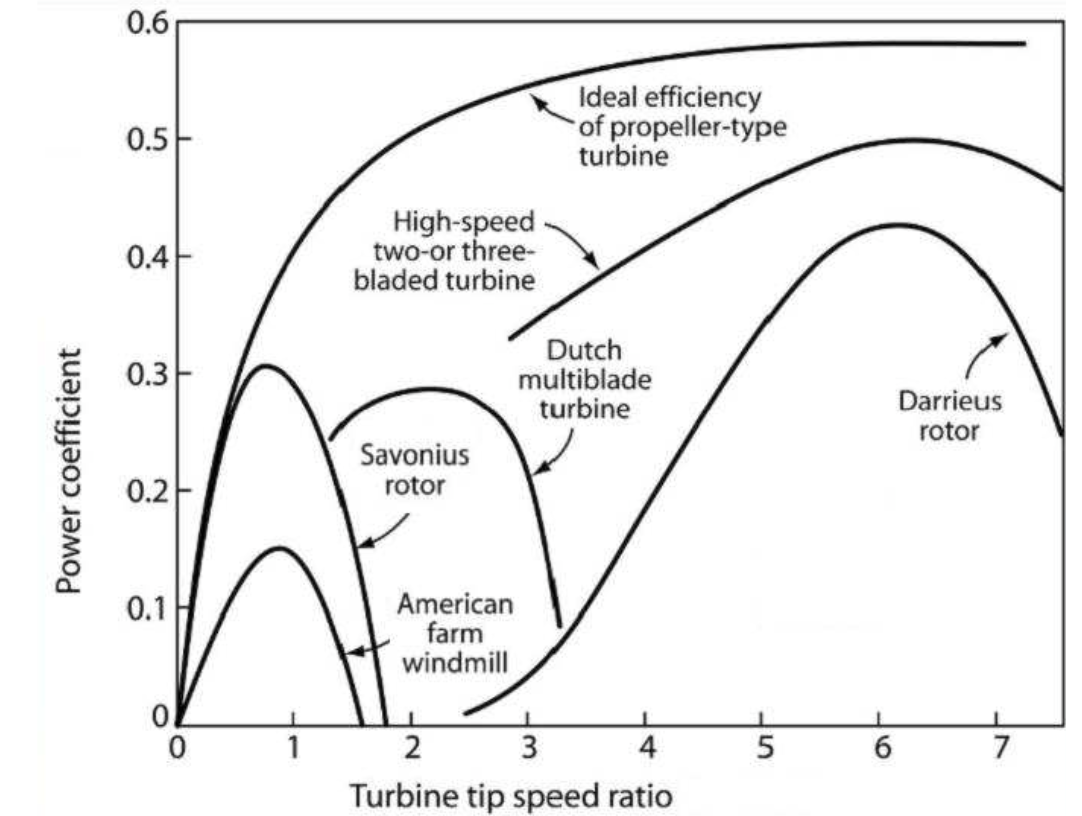 0.6
0.5
0.4
0.3
0.2
0.1
0
Power coefficient
Ideal efficiency
of propeller-type
turbine
High-speed
two-or three-
bladed turbine
Dutch
multiblade
turbine
Darrieus
rotor
Savonius
rotor
American
farm
windmill
0 1 2 3 4 5 6 7
Turbine tip speed ratio